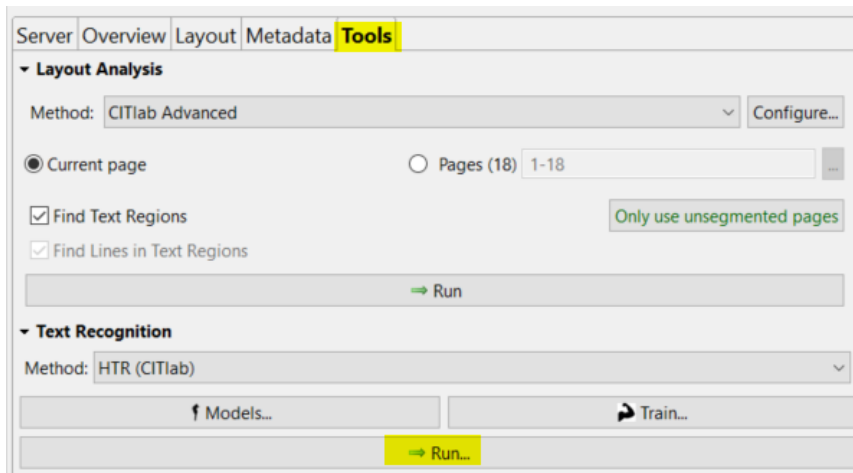 Server Overview Layout Metadata Tools
Layout Analysis
Method: CITlab Advanced Configure...
Current page Pages (18) 1-18 ...
Find Text Regions Only use unsegmented pages
Find Lines in Text Regions
⇒ Run
Text Recognition
Method: HTR (CITlab)
Models... Train...
⇒ Run...